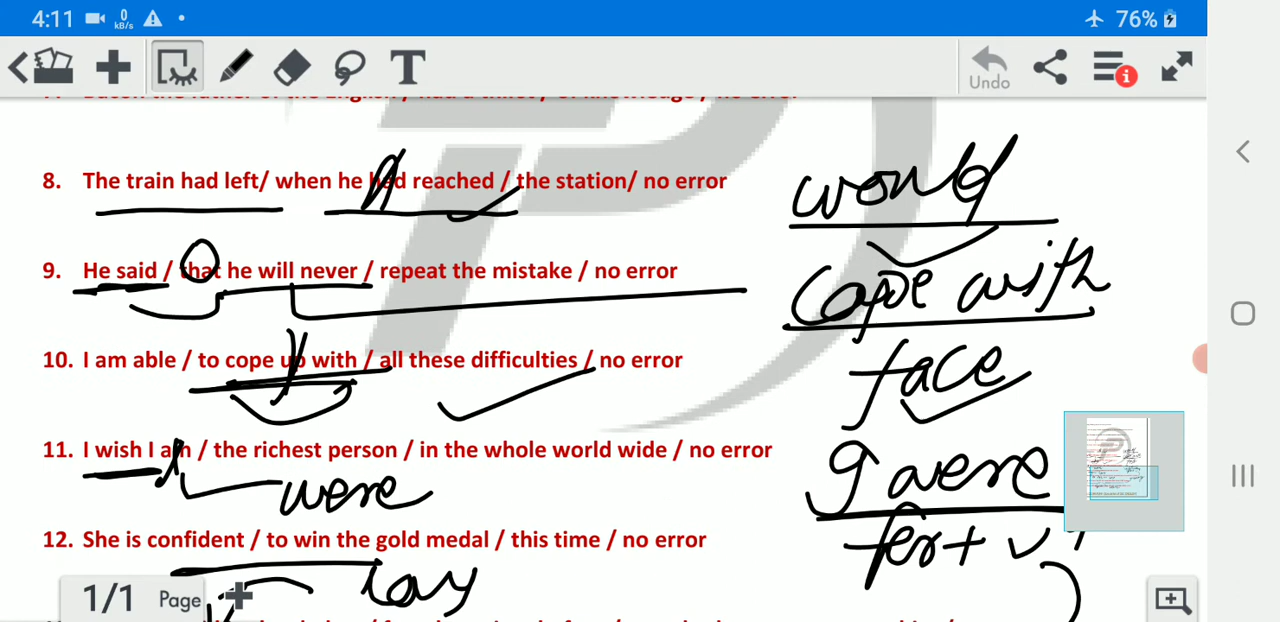 4:11 0 kB/s 76%
T Undo
8. The train had left/ when he had reached / the station/ no error
would
9. He said / that he will never / repeat the mistake / no error
cope with
10. I am able / to cope up with / all these difficulties / no error
face
11. I wish I am / the richest person / in the whole world wide / no error
were
were
12. She is confident / to win the gold medal / this time / no error
1/1 Page